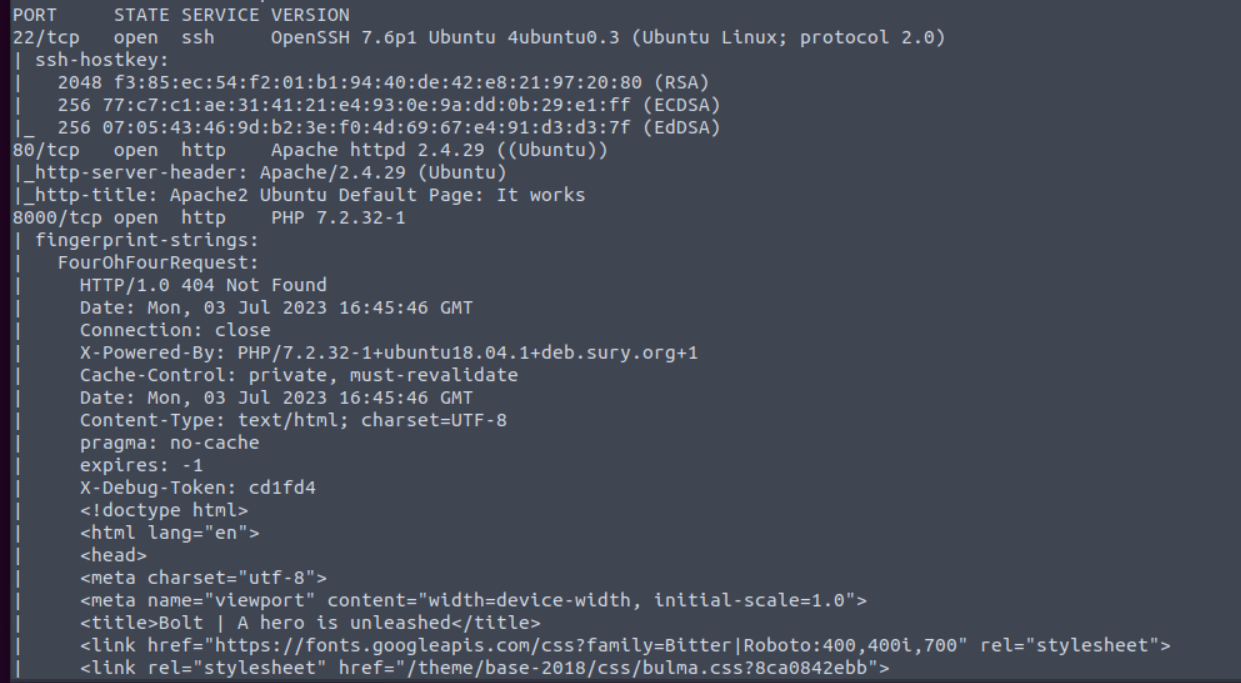 PORT     STATE SERVICE VERSION
22/tcp   open  ssh     OpenSSH 7.6p1 Ubuntu 4ubuntu0.3 (Ubuntu Linux; protocol 2.0)
| ssh-hostkey:
|   2048 f3:85:ec:54:f2:01:b1:94:40:de:42:e8:21:97:20:80 (RSA)
|   256 77:c7:c1:ae:31:41:21:e4:93:0e:9a:dd:0b:29:e1:ff (ECDSA)
|_  256 07:05:43:46:9d:b2:3e:f0:4d:69:67:e4:91:d3:d3:7f (EdDSA)
80/tcp   open  http    Apache httpd 2.4.29 ((Ubuntu))
|_http-server-header: Apache/2.4.29 (Ubuntu)
|_http-title: Apache2 Ubuntu Default Page: It works
8000/tcp open  http    PHP 7.2.32-1
| fingerprint-strings:
|   FourOhFourRequest:
|     HTTP/1.0 404 Not Found
|     Date: Mon, 03 Jul 2023 16:45:46 GMT
|     Connection: close
|     X-Powered-By: PHP/7.2.32-1+ubuntu18.04.1+deb.sury.org+1
|     Cache-Control: private, must-revalidate
|     Date: Mon, 03 Jul 2023 16:45:46 GMT
|     Content-Type: text/html; charset=UTF-8
|     pragma: no-cache
|     expires: -1
|     X-Debug-Token: cd1fd4
|     <!doctype html>
|     <html lang="en">
|     <head>
|     <meta charset="utf-8">
|     <meta name="viewport" content="width=device-width, initial-scale=1.0">
|     <title>Bolt | A hero is unleashed</title>
|     <link href="https://fonts.googleapis.com/css?family=Bitter|Roboto:400,400i,700" rel="stylesheet">
|     <link rel="stylesheet" href="/theme/base-2018/css/bulma.css?8ca0842ebb">